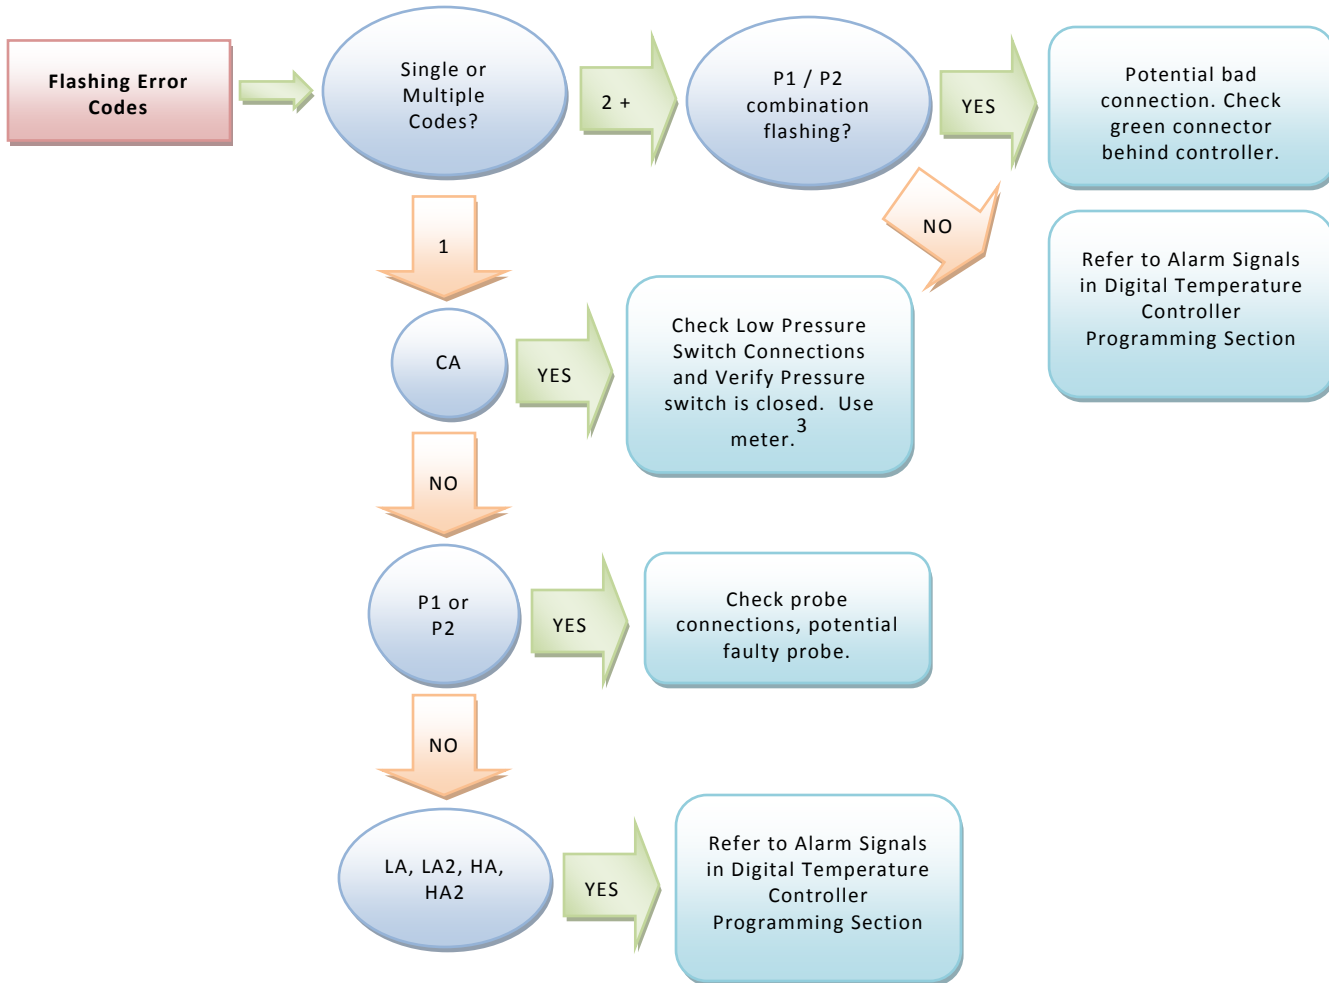 Flashing Error
Codes
Single or
Multiple
Codes?
2 +
P1 / P2
combination
flashing?
YES
Potential bad
connection. Check
green connector
behind controller.
NO
Refer to Alarm Signals
in Digital Temperature
Controller
Programming Section
1
CA
YES
Check Low Pressure
Switch Connections
and Verify Pressure
switch is closed. Use
meter.3
NO
P1 or
P2
YES
Check probe
connections, potential
faulty probe.
NO
LA, LA2, HA,
HA2
YES
Refer to Alarm Signals
in Digital Temperature
Controller
Programming Section